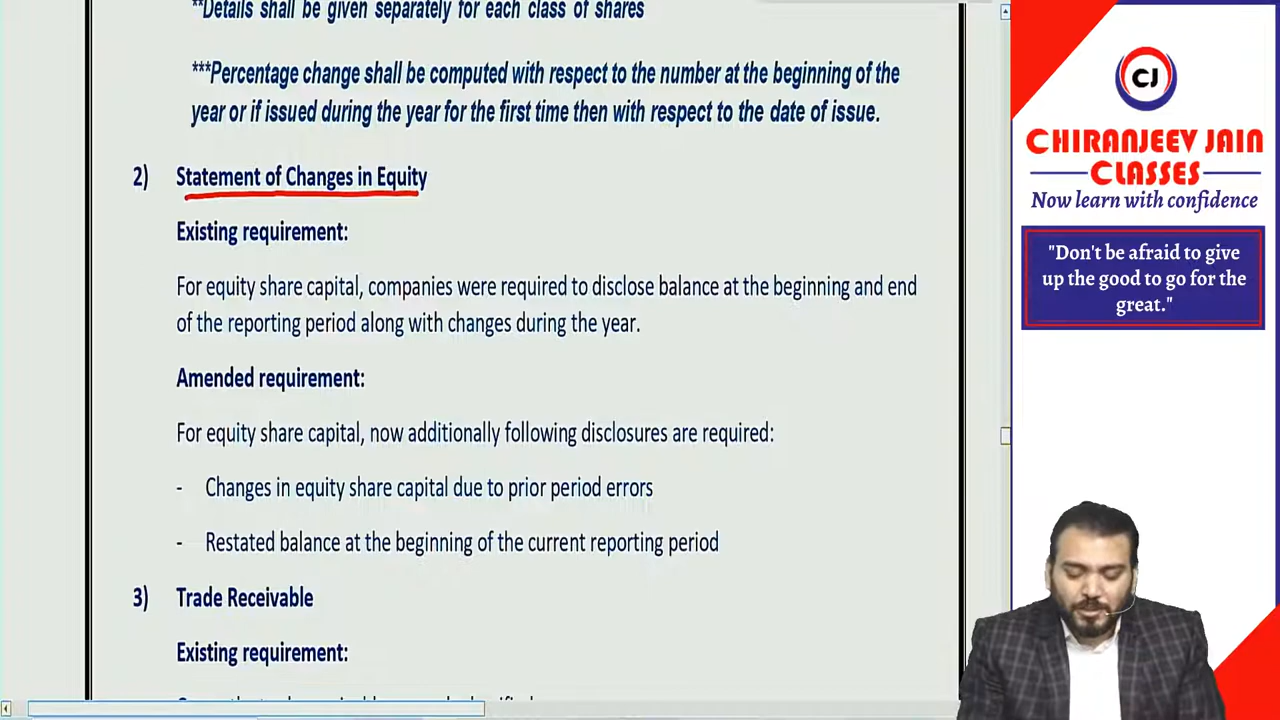 **Details shall be given separately for each class of shares
***Percentage change shall be computed with respect to the number at the beginning of the
year or if issued during the year for the first time then with respect to the date of issue.
2) Statement of Changes in Equity
Existing requirement:
For equity share capital, companies were required to disclose balance at the beginning and end
of the reporting period along with changes during the year.
Amended requirement:
For equity share capital, now additionally following disclosures are required:
- Changes in equity share capital due to prior period errors
- Restated balance at the beginning of the current reporting period
3) Trade Receivable
Existing requirement:
CJ
CHIRANJEEV JAIN
CLASSES
Now learn with confidence
"Don't be afraid to give
up the good to go for the
great."